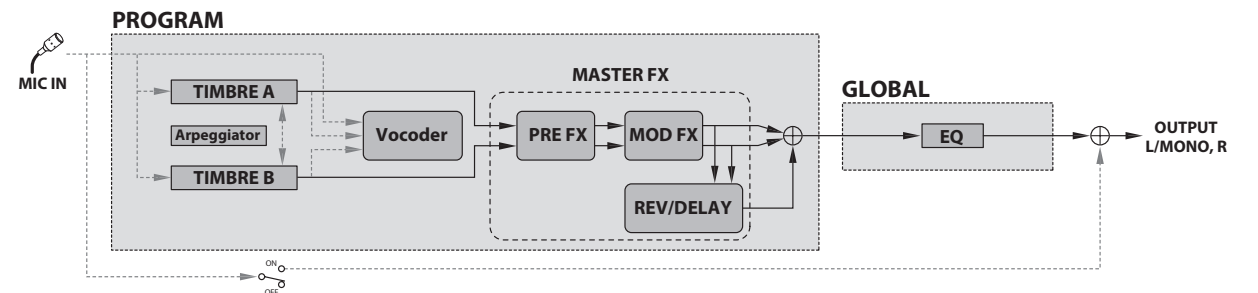 PROGRAM
MIC IN
TIMBRE A
Arpeggiator
TIMBRE B
Vocoder
MASTER FX
PRE FX
MOD FX
REV/DELAY
GLOBAL
EQ
OUTPUT
L/MONO, R
ON
OFF